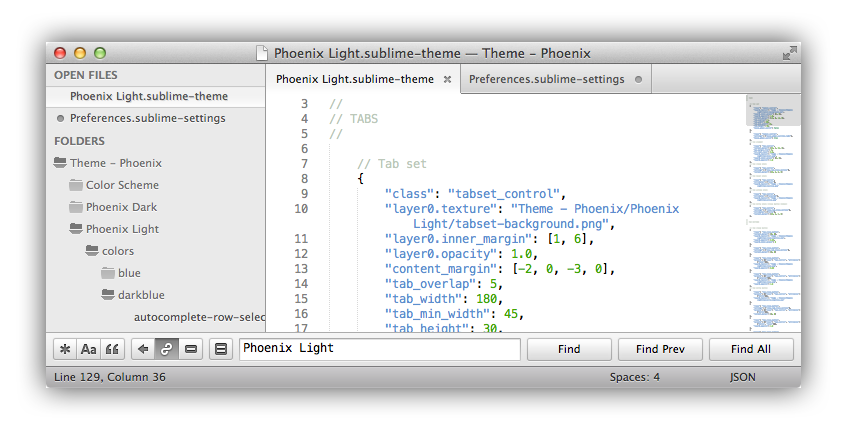 Phoenix Light.sublime-theme — Theme - Phoenix
OPEN FILES
Phoenix Light.sublime-theme
Preferences.sublime-settings
FOLDERS
Theme - Phoenix
Color Scheme
Phoenix Dark
Phoenix Light
colors
blue
darkblue
autocomplete-row-selec
Phoenix Light.sublime-theme
Preferences.sublime-settings
3 //
4 // TABS
5 //
6
7 // Tab set
8 {
9 "class": "tabset_control",
10 "layer0.texture": "Theme - Phoenix/Phoenix
Light/tabset-background.png",
11 "layer0.inner_margin": [1, 6],
12 "layer0.opacity": 1.0,
13 "content_margin": [-2, 0, -3, 0],
14 "tab_overlap": 5,
15 "tab_width": 180,
16 "tab_min_width": 45,
17 "tab_height": 30,
Aa
Phoenix Light
Find
Find Prev
Find All
Line 129, Column 36
Spaces: 4
JSON